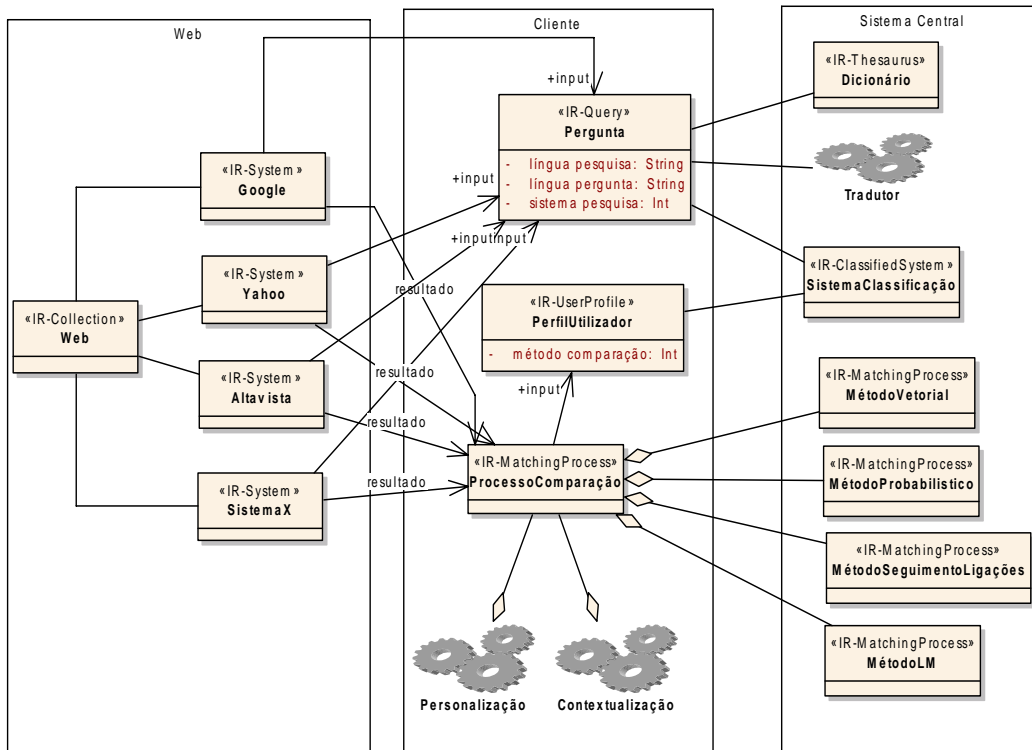 Web
Cliente
Sistema Central
+input
«IR-Thesaurus»
Dicionário
«IR-Query»
Pergunta
- língua pesquisa: String
- língua pergunta: String
- sistema pesquisa: Int
Tradutor
«IR-System»
Google
+input
+input
input
«IR-System»
Yahoo
resultado
«IR-ClassifiedSystem»
SistemaClassificação
«IR-UserProfile»
PerfilUtilizador
- método comparação: Int
«IR-Collection»
Web
«IR-System»
Altavista
resultado
+input
resultado
«IR-MatchingProcess»
MétodoVetorial
«IR-MatchingProcess»
ProcessoComparação
«IR-MatchingProcess»
MétodoProbabilistico
«IR-System»
SistemaX
resultado
«IR-MatchingProcess»
MétodoSeguimentoLigações
«IR-MatchingProcess»
MétodoLM
Personalização
Contextualização